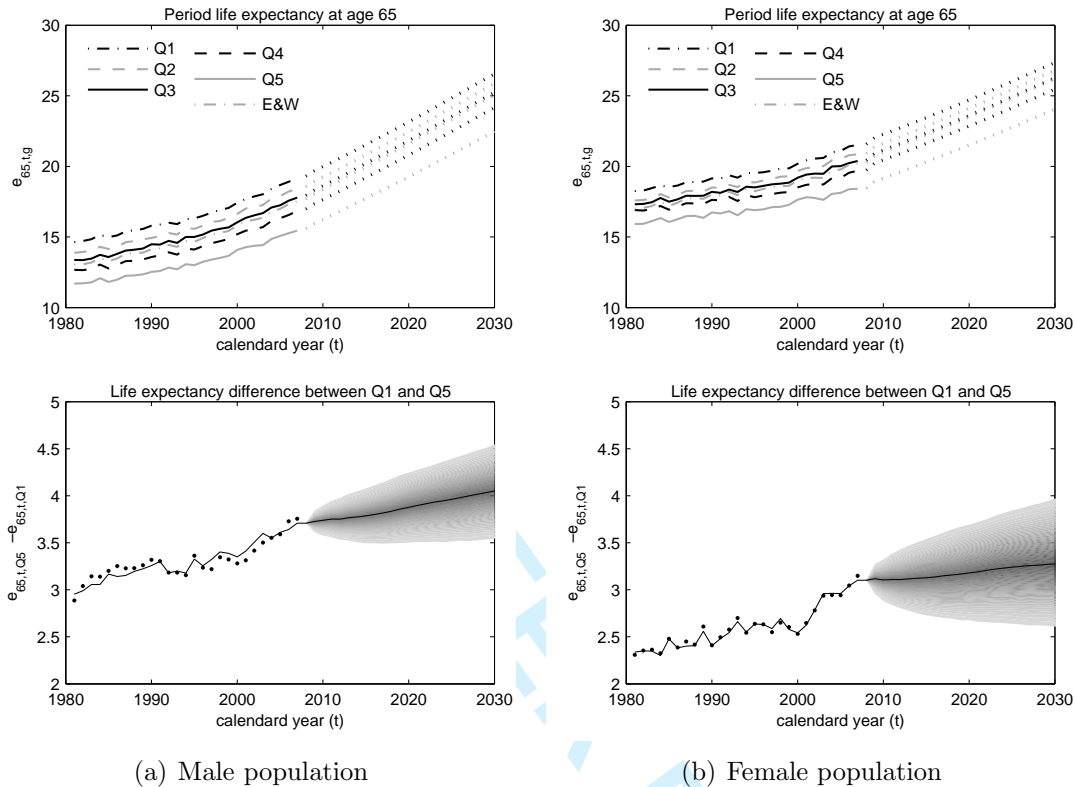 Period life expectancy at age 65
30
25
20
15
10
e65,t,g
Q1
Q2
Q3
Q4
Q5
E&W
1980 1990 2000 2010 2020 2030
calendard year (t)
Period life expectancy at age 65
30
25
20
15
10
e65,t,g
Q1
Q2
Q3
Q4
Q5
E&W
1980 1990 2000 2010 2020 2030
calendard year (t)
Life expectancy difference between Q1 and Q5
5
4.5
4
3.5
3
2.5
2
e65,t,Q5 −e65,t,Q1
1980 1990 2000 2010 2020 2030
calendard year (t)
(a) Male population
Life expectancy difference between Q1 and Q5
5
4.5
4
3.5
3
2.5
2
e65,t,Q5 −e65,t,Q1
1980 1990 2000 2010 2020 2030
calendard year (t)
(b) Female population